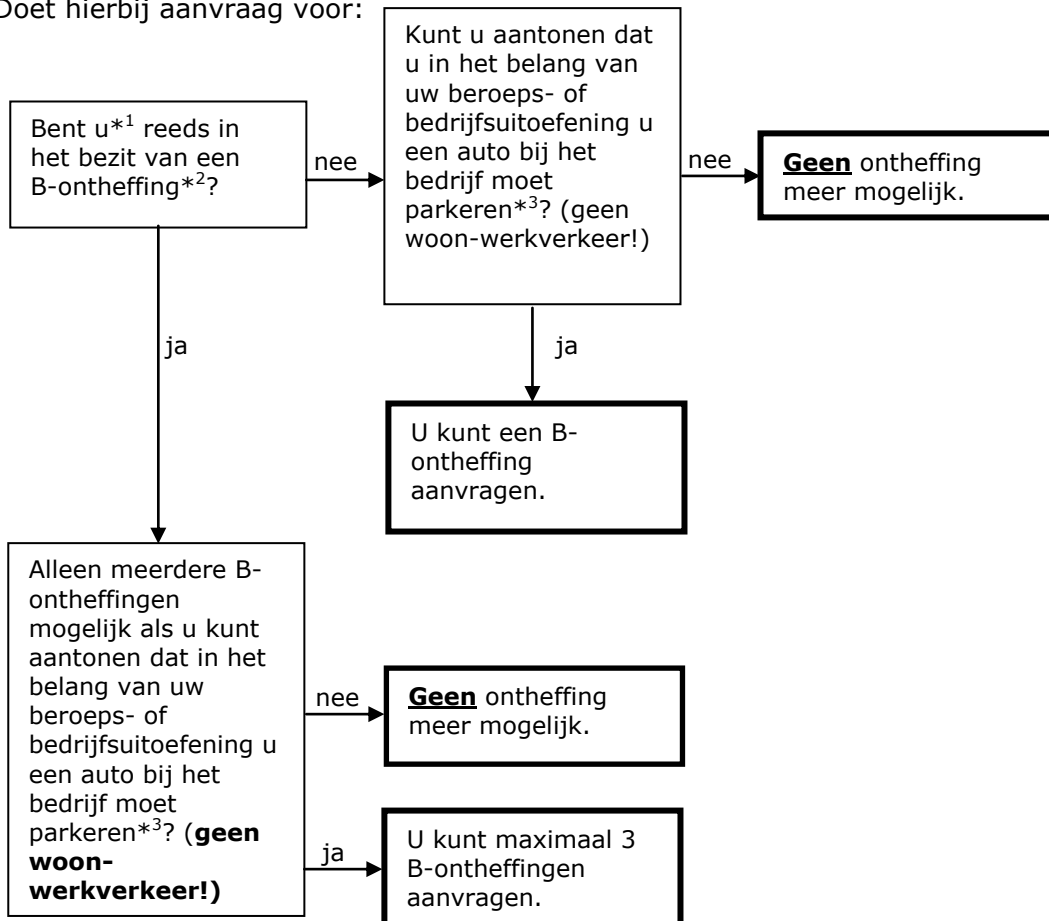 Doet hierbij aanvraag voor:
Kunt u aantonen dat
u in het belang van
uw beroeps- of
bedrijfsuitoefening u
een auto bij het
bedrijf moet
parkeren*3? (geen
woon-werkverkeer!)
Bent u*1 reeds in
het bezit van een
B-ontheffing*2?
nee
nee
Geen ontheffing
meer mogelijk.
ja
ja
U kunt een B-
ontheffing
aanvragen.
Alleen meerdere B-
ontheffingen
mogelijk als u kunt
aantonen dat in het
belang van uw
beroeps- of
bedrijfsuitoefening u
een auto bij het
bedrijf moet
parkeren*3? (geen
woon-
werkverkeer!)
nee
Geen ontheffing
meer mogelijk.
ja
U kunt maximaal 3
B-ontheffingen
aanvragen.